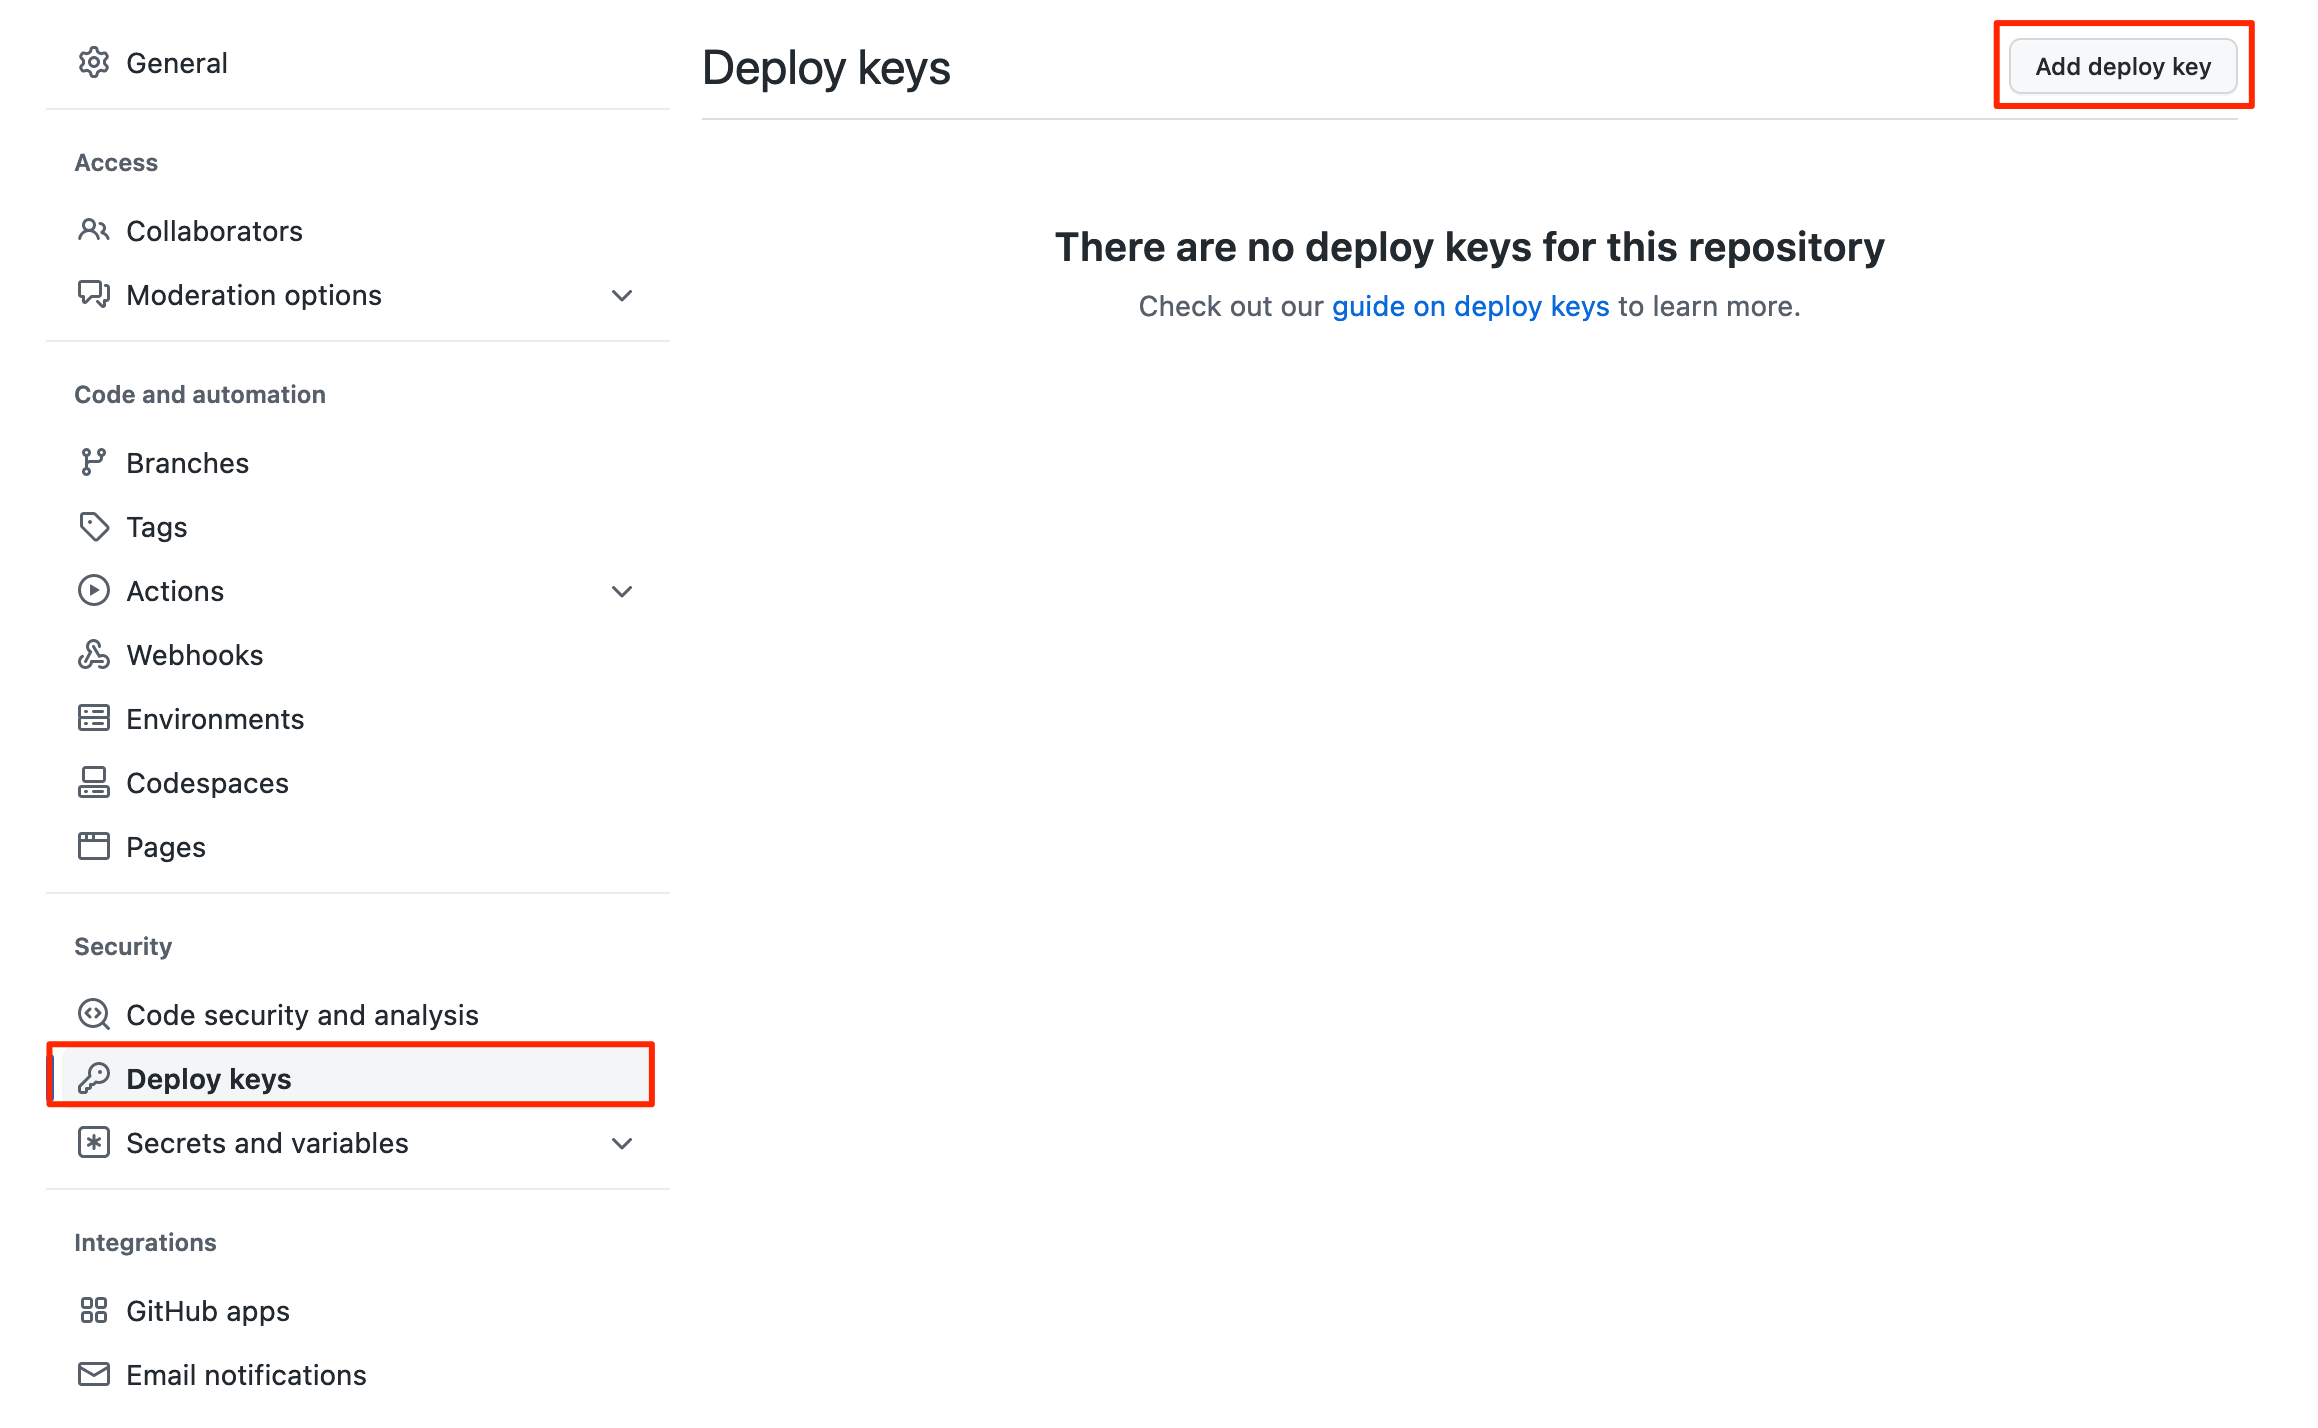 General
Access
Collaborators
Moderation options
Code and automation
Branches
Tags
Actions
Webhooks
Environments
Codespaces
Pages
Security
Code security and analysis
Deploy keys
Secrets and variables
Integrations
GitHub apps
Email notifications
Deploy keys
Add deploy key
There are no deploy keys for this repository
Check out our guide on deploy keys to learn more.